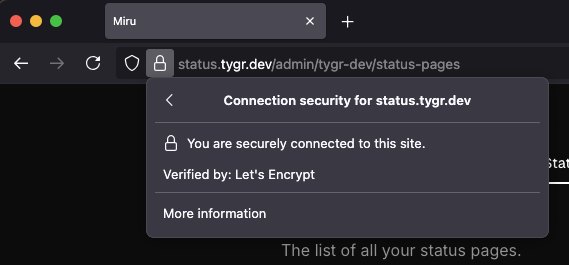 Miru
status.tygr.dev/admin/tygr-dev/status-pages
Connection security for status.tygr.dev
You are securely connected to this site.
Stat
Verified by: Let's Encrypt
More information
The list of all your status pages.